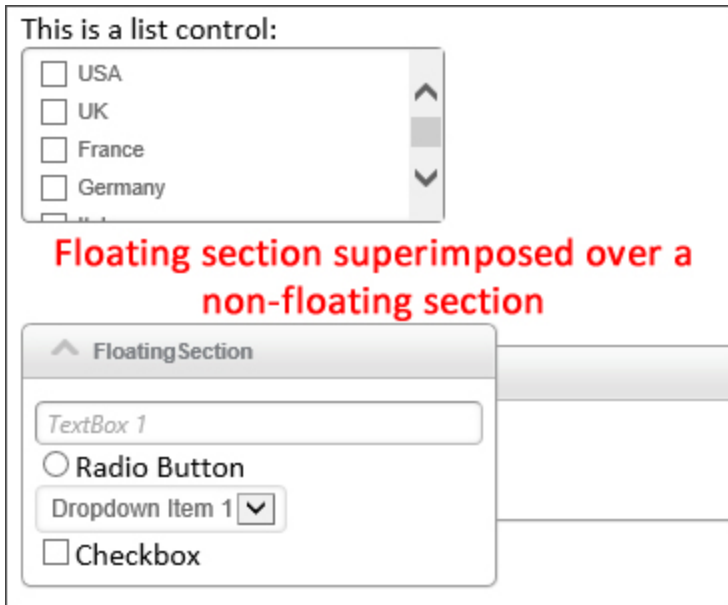 This is a list control:
USA
UK
France
Germany
Floating section superimposed over a
non-floating section
FloatingSection
TextBox 1
Radio Button
Dropdown Item 1
Checkbox